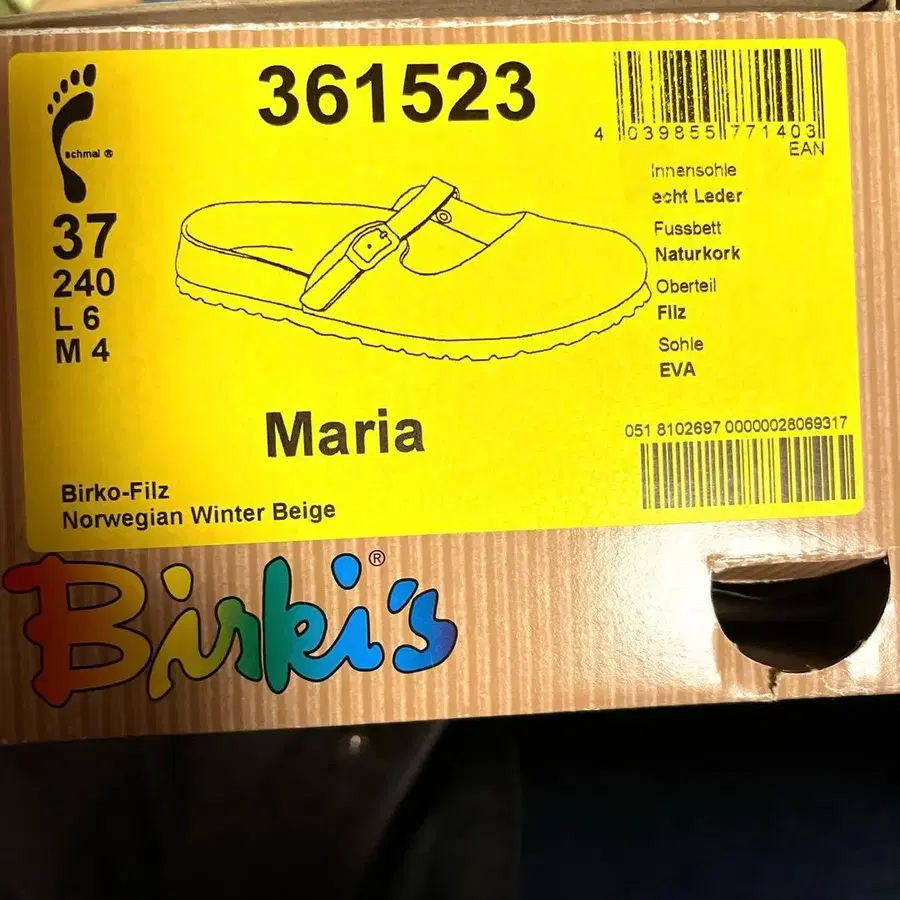 361523
schmal ®
37
240
L 6
M 4
4 039855 771403
EAN
Innensohle
echt Leder
Fussbett
Naturkork
Oberteil
Filz
Sohle
EVA
Maria
051 8102697 00000028069317
Birko-Filz
Norwegian Winter Beige
Birki's ®